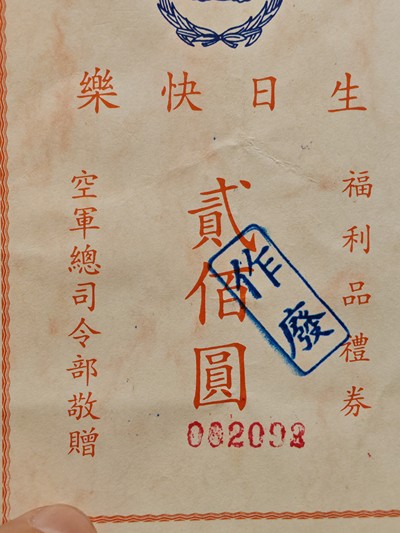 生日快樂
福利品禮券
貳佰圓
空軍總司令部敬贈
作廢